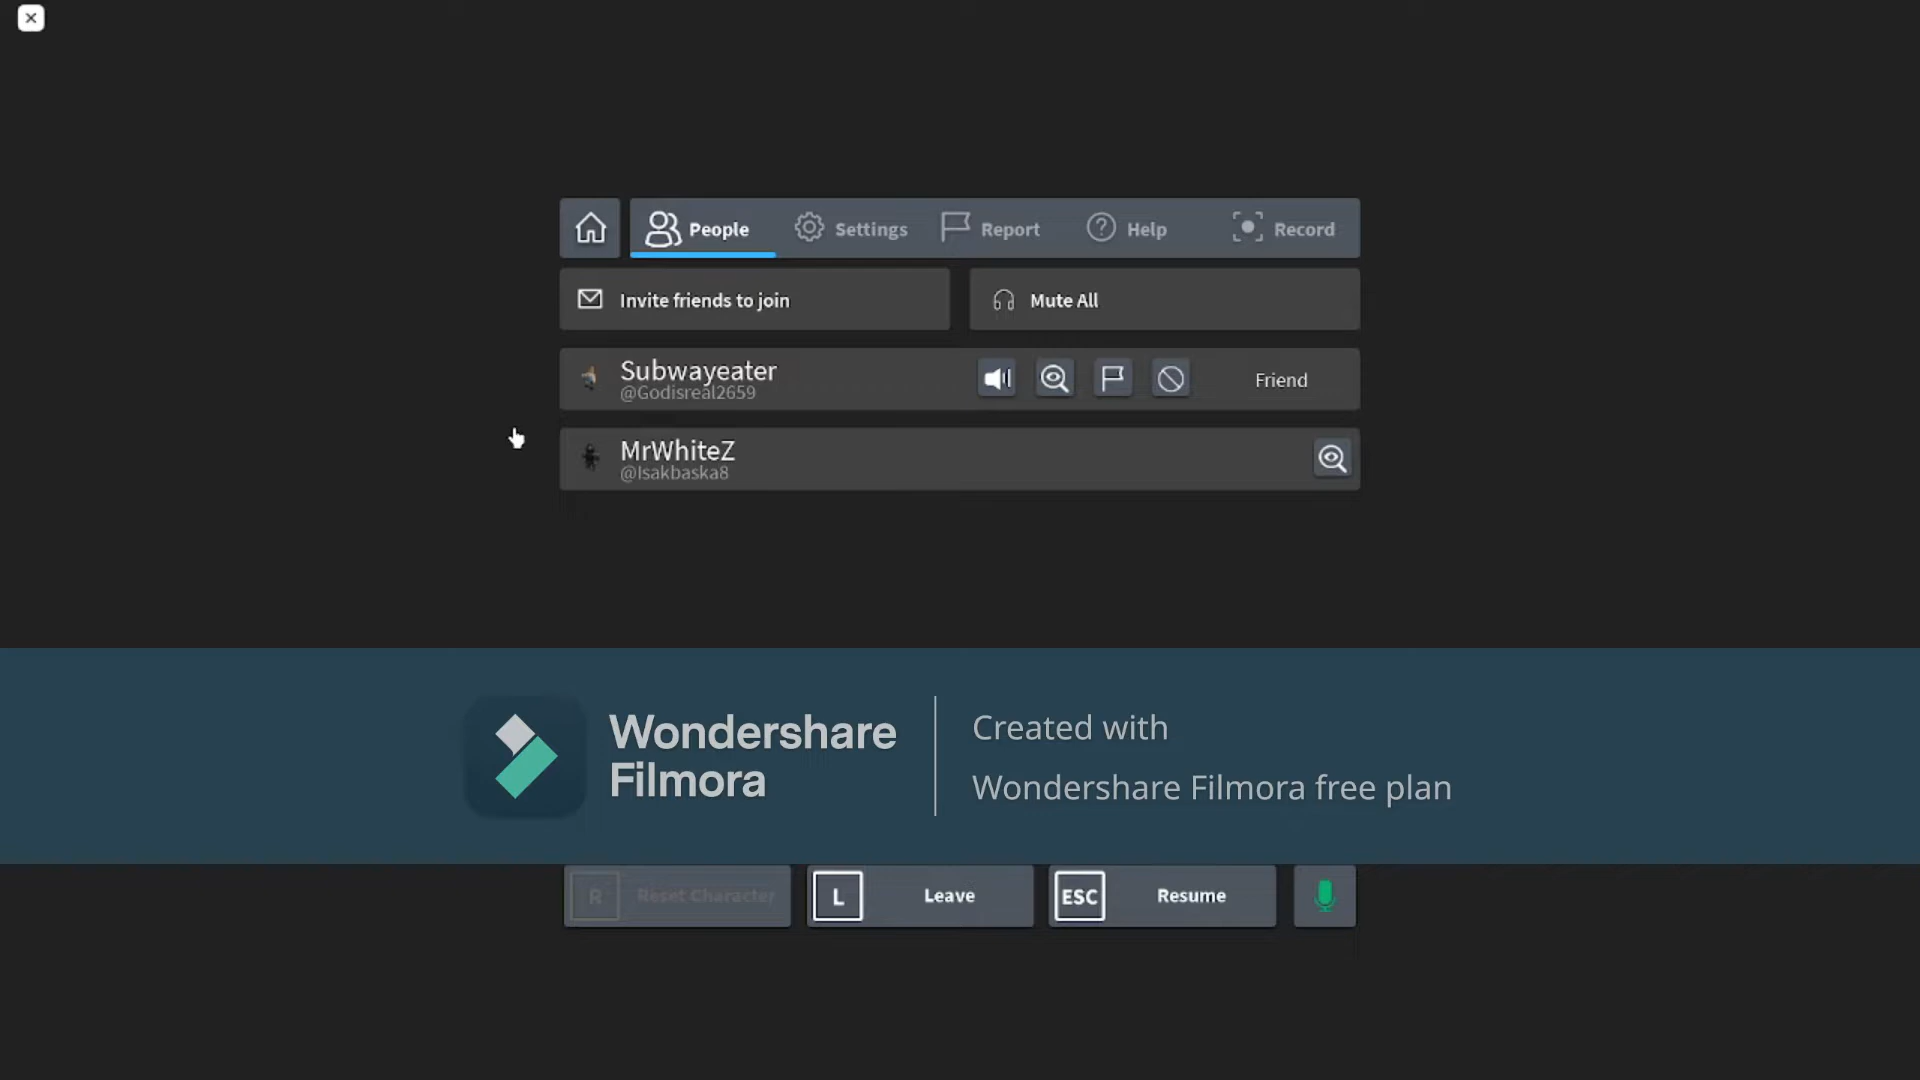 People
Settings
Report
Help
Record
Invite friends to join
Mute All
Subwayeater
@Godisreal2659
Friend
MrWhiteZ
@Isakbaska8
Wondershare
Filmora
Created with
Wondershare Filmora free plan
R Reset Character
L Leave
ESC Resume